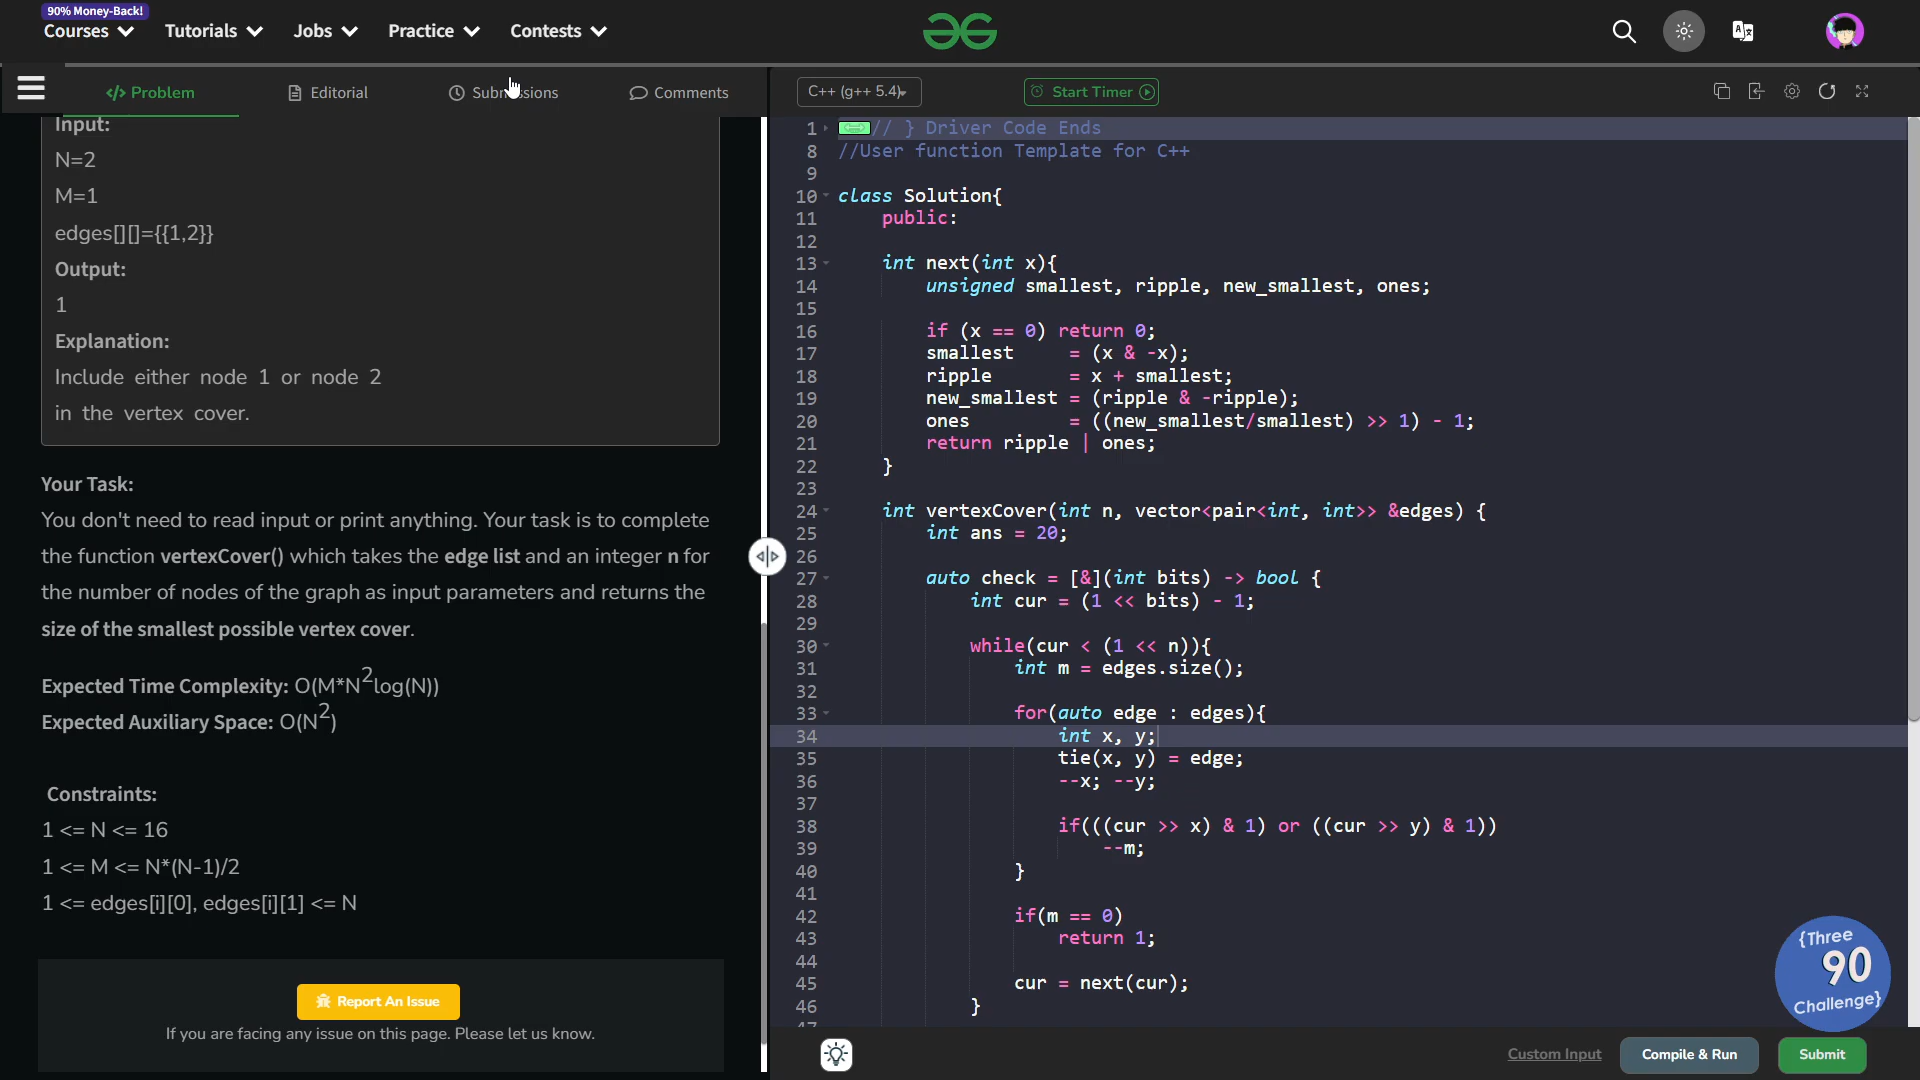 90% Money-Back!
Courses Tutorials Jobs Practice Contests
</> Problem Editorial Submissions Comments
Input:
N=2
M=1
edges[][]={{1,2}}
Output:
1
Explanation:
Include either node 1 or node 2
in the vertex cover.
Your Task:
You don't need to read input or print anything. Your task is to complete
the function vertexCover() which takes the edge list and an integer n for
the number of nodes of the graph as input parameters and returns the
size of the smallest possible vertex cover.
Expected Time Complexity: O(M*N^2log(N))
Expected Auxiliary Space: O(N^2)
Constraints:
1 <= N <= 16
1 <= M <= N*(N-1)/2
1 <= edges[i][0], edges[i][1] <= N
Report An Issue
If you are facing any issue on this page. Please let us know.
C++ (g++ 5.4) Start Timer
1 // } Driver Code Ends
8 //User function Template for C++
9
10 class Solution{
11 public:
12
13 int next(int x){
14 unsigned smallest, ripple, new_smallest, ones;
15
16 if (x == 0) return 0;
17 smallest = (x & -x);
18 ripple = x + smallest;
19 new_smallest = (ripple & -ripple);
20 ones = ((new_smallest/smallest) >> 1) - 1;
21 return ripple | ones;
22 }
23
24 int vertexCover(int n, vector<pair<int, int>> &edges) {
25 int ans = 20;
26
27 auto check = [&](int bits) -> bool {
28 int cur = (1 << bits) - 1;
29
30 while(cur < (1 << n)){
31 int m = edges.size();
32
33 for(auto edge : edges){
34 int x, y;
35 tie(x, y) = edge;
36 --x; --y;
37
38 if(((cur >> x) & 1) or ((cur >> y) & 1))
39 --m;
40 }
41
42 if(m == 0)
43 return 1;
44
45 cur = next(cur);
46 }
47
{Three
90
Challenge}
Custom Input Compile & Run Submit